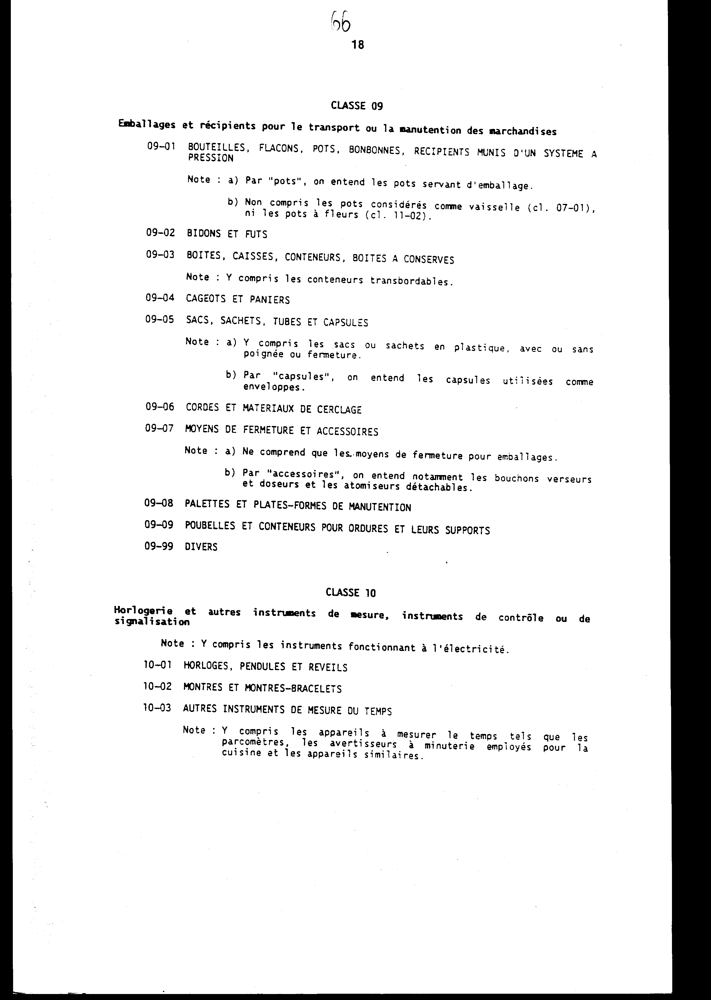 66
18
CLASSE 09
Emballages et récipients pour le transport ou la manutention des marchandises
09-01 BOUTEILLES, FLACONS, POTS, BONBONNES, RECIPIENTS MUNIS D'UN SYSTEME A
PRESSION
Note : a) Par "pots", on entend les pots servant d'emballage.
b) Non compris les pots considérés comme vaisselle (cl. 07-01),
ni les pots à fleurs (cl. 11-02).
09-02 BIDONS ET FUTS
09-03 BOITES, CAISSES, CONTENEURS, BOITES A CONSERVES
Note : Y compris les conteneurs transbordables.
09-04 CAGEOTS ET PANIERS
09-05 SACS, SACHETS, TUBES ET CAPSULES
Note : a) Y compris les sacs ou sachets en plastique, avec ou sans
poignée ou fermeture.
b) Par "capsules", on entend les capsules utilisées comme
enveloppes.
09-06 CORDES ET MATERIAUX DE CERCLAGE
09-07 MOYENS DE FERMETURE ET ACCESSOIRES
Note : a) Ne comprend que les moyens de fermeture pour emballages.
b) Par "accessoires", on entend notamment les bouchons verseurs
et doseurs et les atomiseurs détachables.
09-08 PALETTES ET PLATES-FORMES DE MANUTENTION
09-09 POUBELLES ET CONTENEURS POUR ORDURES ET LEURS SUPPORTS
09-99 DIVERS
CLASSE 10
Horlogerie et autres instruments de mesure, instruments de contrôle ou de
signalisation
Note : Y compris les instruments fonctionnant à l'électricité.
10-01 HORLOGES, PENDULES ET REVEILS
10-02 MONTRES ET MONTRES-BRACELETS
10-03 AUTRES INSTRUMENTS DE MESURE DU TEMPS
Note : Y compris les appareils à mesurer le temps tels que les
parcomètres, les avertisseurs à minuterie employés pour la
cuisine et les appareils similaires.